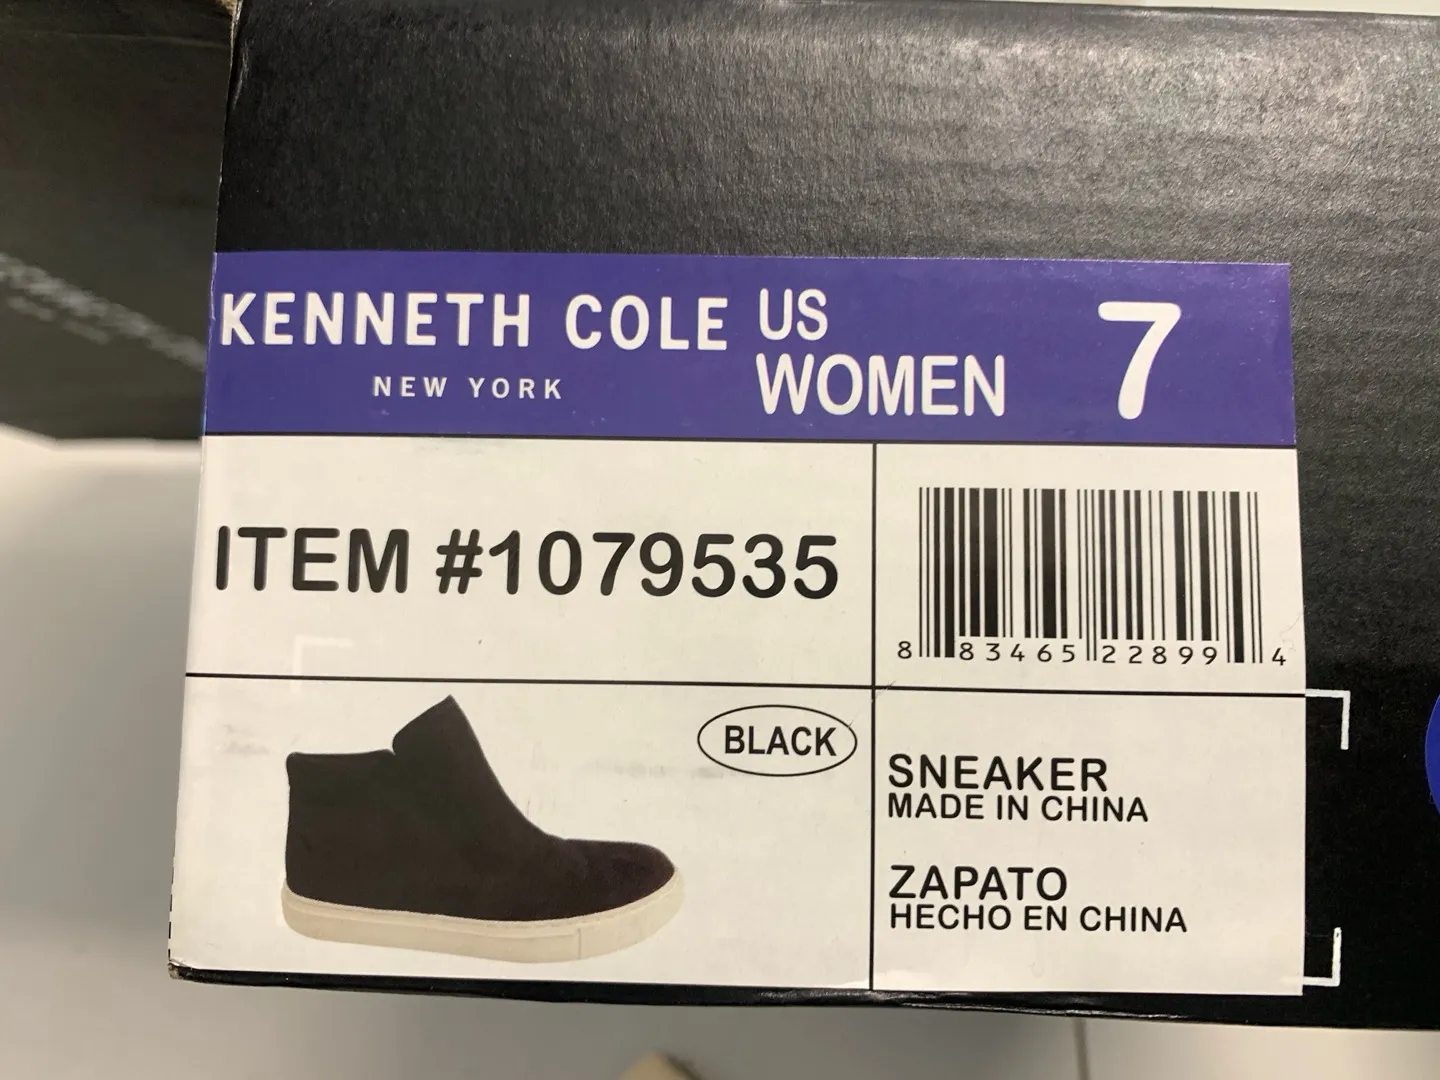 KENNETH COLE
NEW YORK
US
WOMEN
7
ITEM #1079535
8 83465 22899 4
BLACK
SNEAKER
MADE IN CHINA
ZAPATO
HECHO EN CHINA